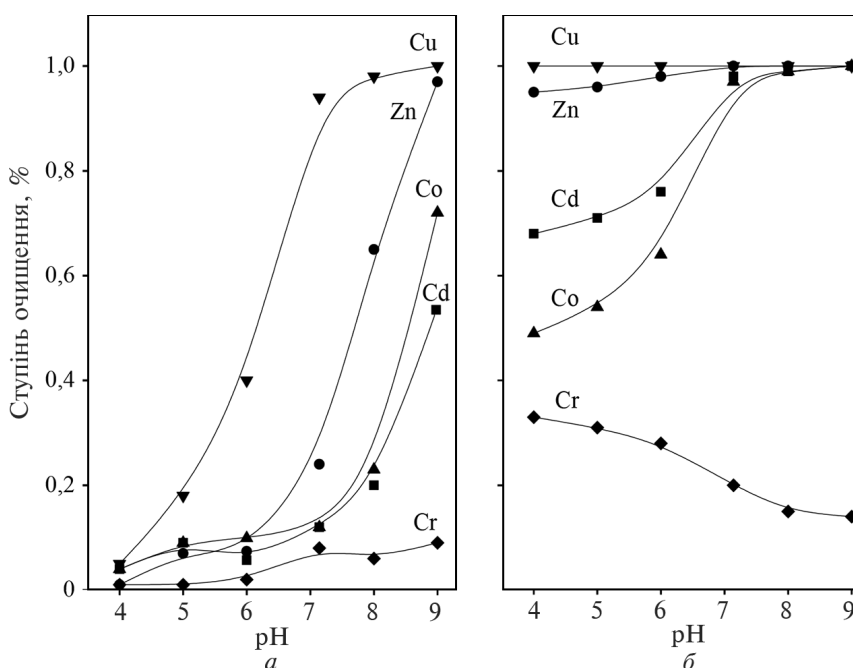 Ступінь очищення, %
1,0
0,8
0,6
0,4
0,2
0
Cu
Zn
Co
Cd
Cr
4 5 6 7 8 9
pH
а
Cu
Zn
Cd
Co
Cr
4 5 6 7 8 9
pH
б